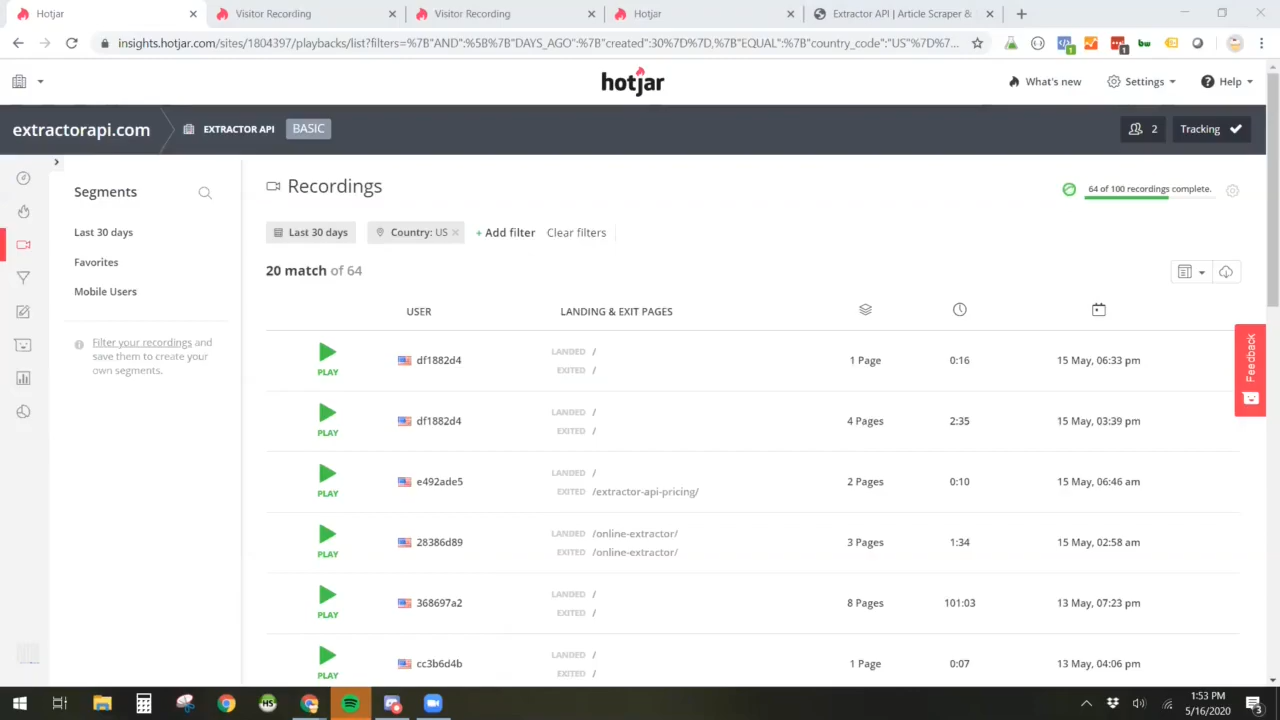 Hotjar
Visitor Recording
Visitor Recording
Hotjar
Extractor API | Article Scraper &
insights.hotjar.com/sites/1804397/playbacks/list?filters=%7B"AND":%5B%7B"DAYS_AGO":%7B"created":30%7D%7D,%7B"EQUAL":%7B"country_code":"US"%7D%7...
hotjar
What's new
Settings
Help
extractorapi.com
EXTRACTOR API
BASIC
2
Tracking
Segments
Last 30 days
Favorites
Mobile Users
Filter your recordings and
save them to create your
own segments.
Recordings
64 of 100 recordings complete.
Last 30 days
Country: US
+ Add filter
Clear filters
20 match of 64
USER
LANDING & EXIT PAGES
PLAY
df1882d4
LANDED /
EXITED /
1 Page
0:16
15 May, 06:33 pm
PLAY
df1882d4
LANDED /
EXITED /
4 Pages
2:35
15 May, 03:39 pm
PLAY
e492ade5
LANDED /
EXITED /extractor-api-pricing/
2 Pages
0:10
15 May, 06:46 am
PLAY
28386d89
LANDED /online-extractor/
EXITED /online-extractor/
3 Pages
1:34
15 May, 02:58 am
PLAY
368697a2
LANDED /
EXITED /
8 Pages
101:03
13 May, 07:23 pm
PLAY
cc3b6d4b
LANDED /
EXITED /
1 Page
0:07
13 May, 04:06 pm
Feedback
1:53 PM
5/16/2020
3